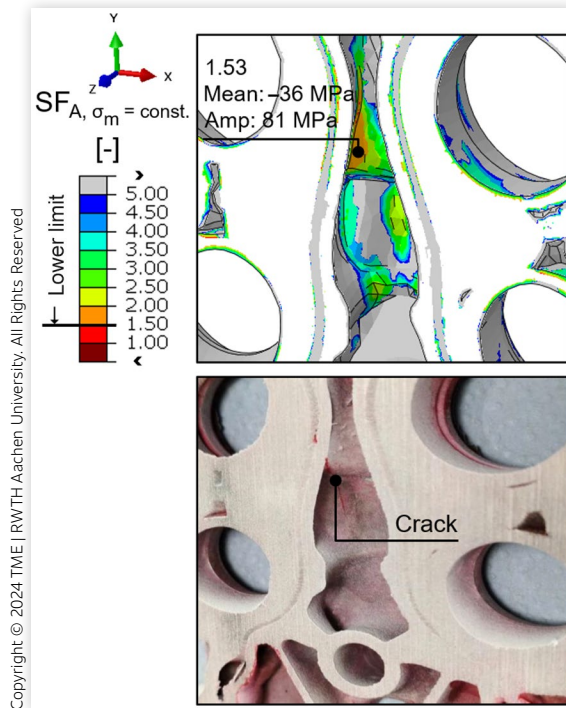 Y
X
Z
SF_A, σ_m = const.
[-]
5.00
4.50
4.00
3.50
3.00
2.50
2.00
1.50
1.00
Lower limit
1.53
Mean: –36 MPa
Amp: 81 MPa
Crack
Copyright © 2024 TME | RWTH Aachen University. All Rights Reserved